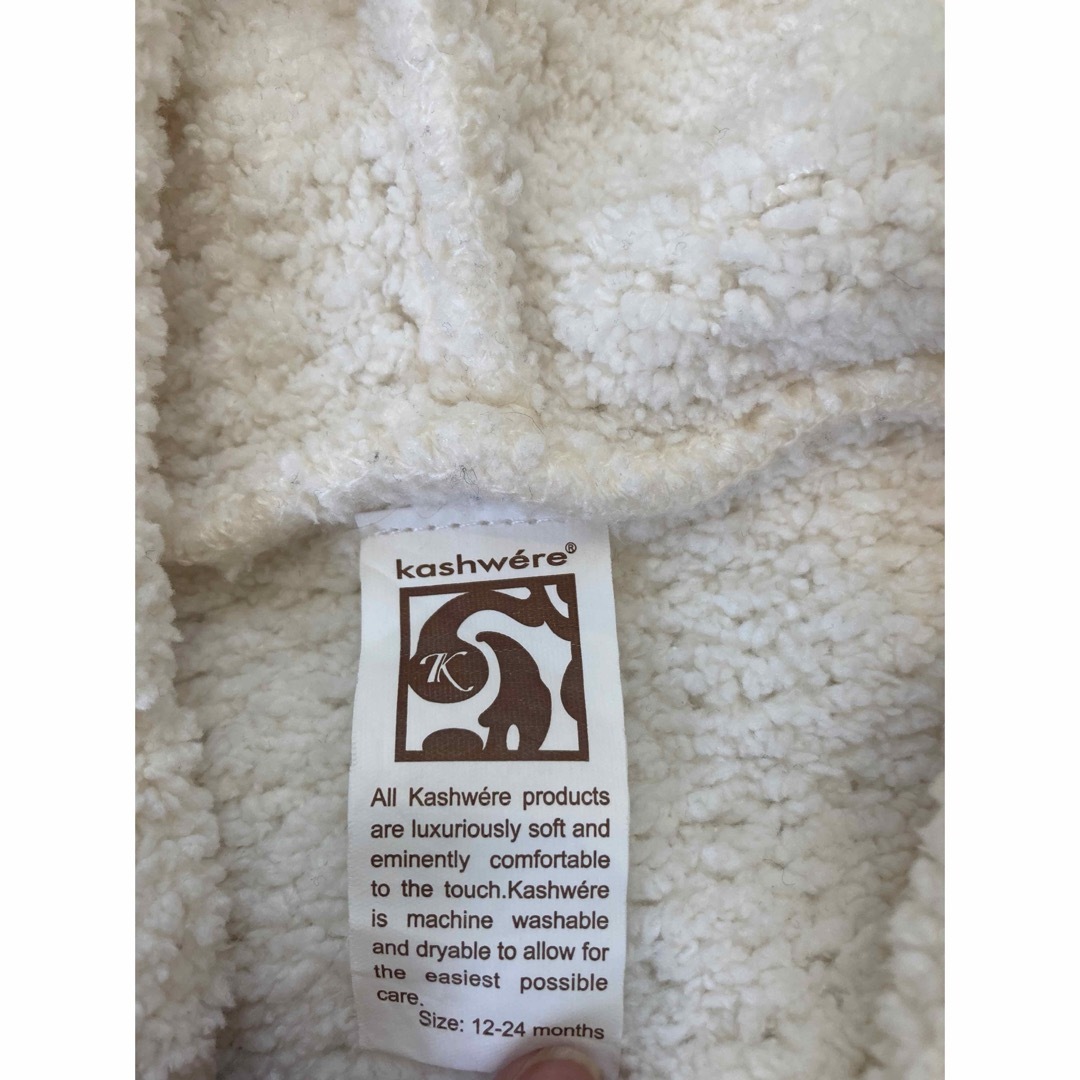 kashwére®
K
All Kashwére products
are luxuriously soft and
eminently comfortable
to the touch.Kashwére
is machine washable
and dryable to allow for
the easiest possible
care.
Size: 12-24 months